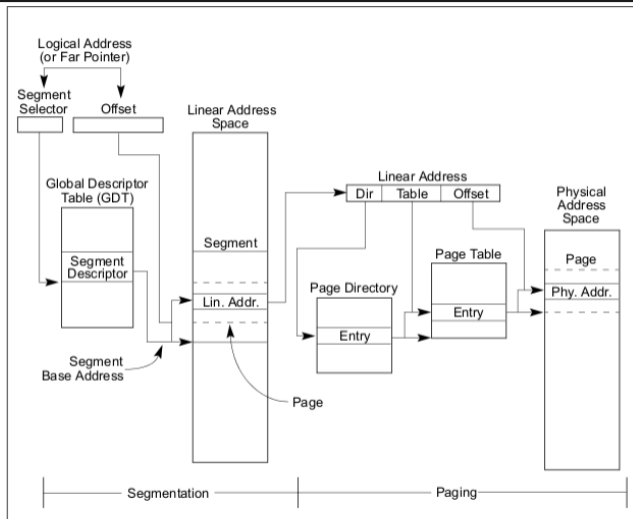 Logical Address
(or Far Pointer)
Segment
Selector
Offset
Linear Address
Space
Global Descriptor
Table (GDT)
Segment
Descriptor
Segment
Lin. Addr.
Segment
Base Address
Page
Linear Address
Dir
Table
Offset
Physical
Address
Space
Page Directory
Entry
Page Table
Entry
Page
Phy. Addr.
Segmentation
Paging